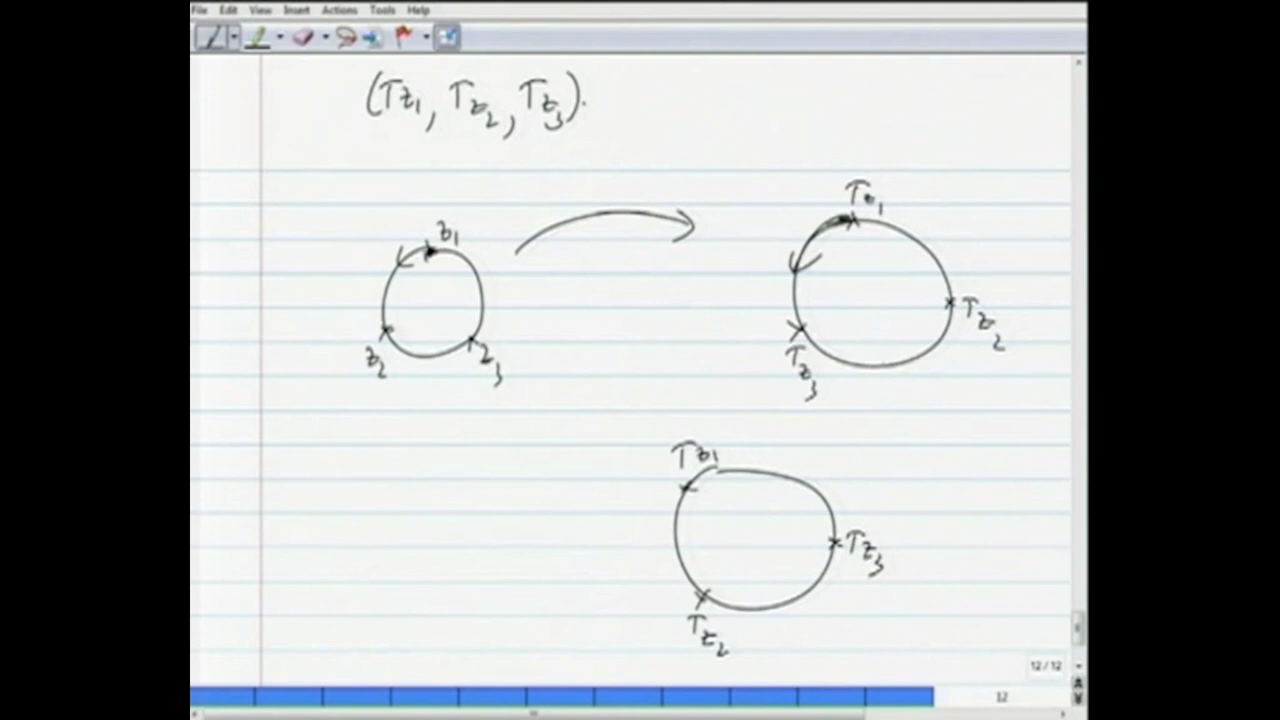 File Edit View Insert Actions Tools Help
(Tz1, Tz2, Tz3).
Tz1
z1
Tz2
z2
z3
Tz3
Tz1
Tz3
Tz2
12 / 12
12